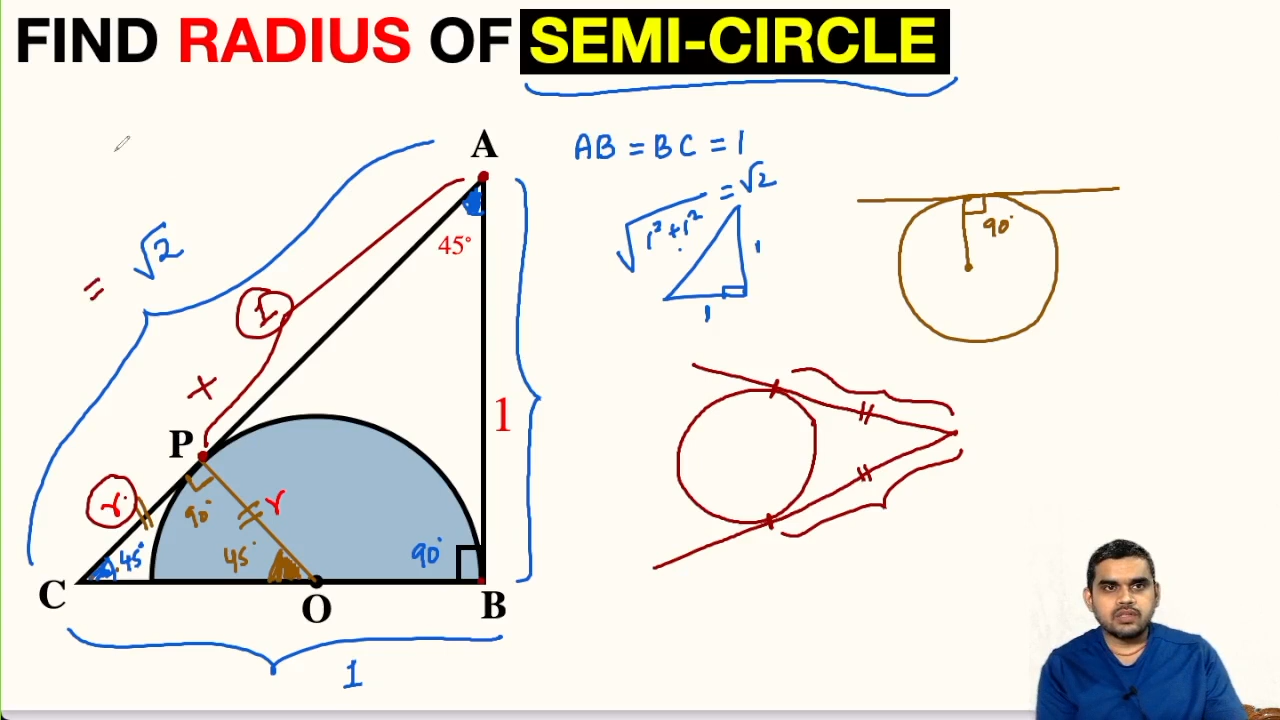 FIND RADIUS OF SEMI-CIRCLE
A
AB = BC = 1
√(1² + 1²) = √2
1
1
90°
45°
= √2
1
+
1
P
r
r
90°
45°
45°
90°
C
O
B
1